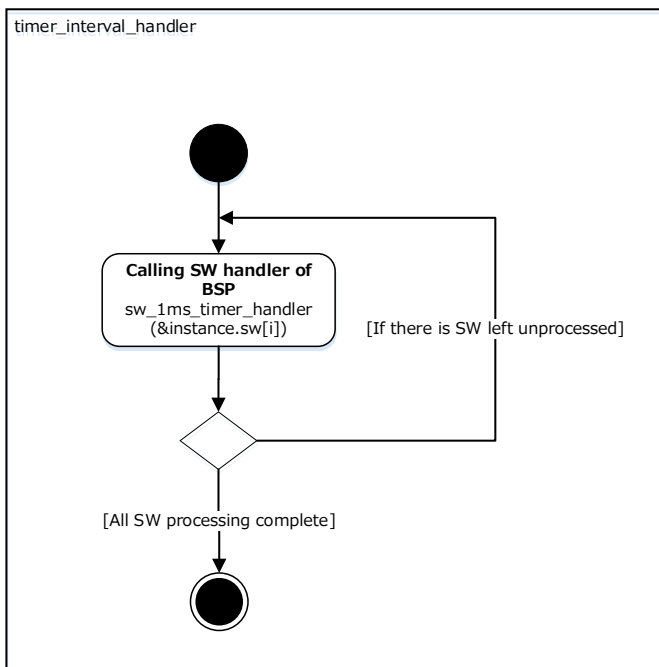 timer_interval_handler
Calling SW handler of
BSP
sw_1ms_timer_handler
(&instance.sw[i])
[If there is SW left unprocessed]
[All SW processing complete]